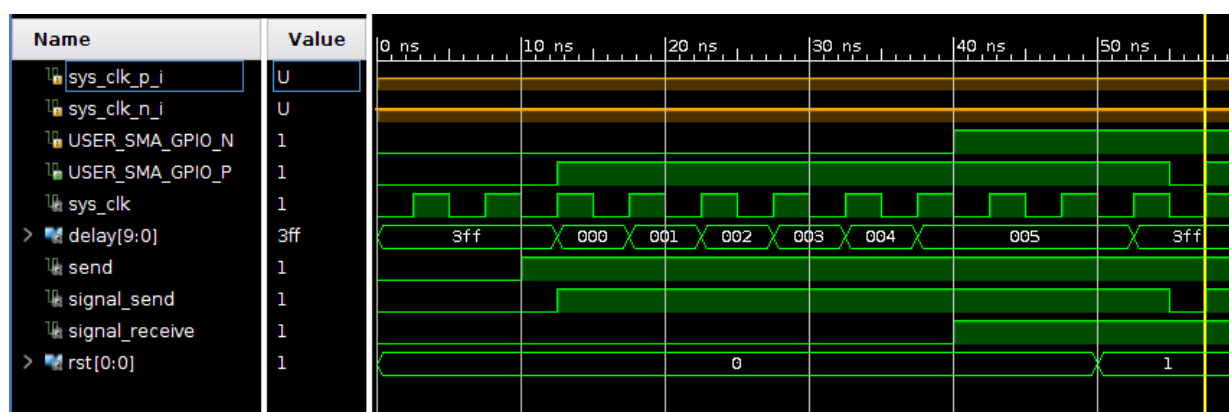 Name Value 0 ns 10 ns 20 ns 30 ns 40 ns 50 ns
sys_clk_p_i U
sys_clk_n_i U
USER_SMA_GPIO_N 1
USER_SMA_GPIO_P 1
sys_clk 1
> delay[9:0] 3ff 3ff 000 001 002 003 004 005 3ff
send 1
signal_send 1
signal_receive 1
> rst[0:0] 1 0 1